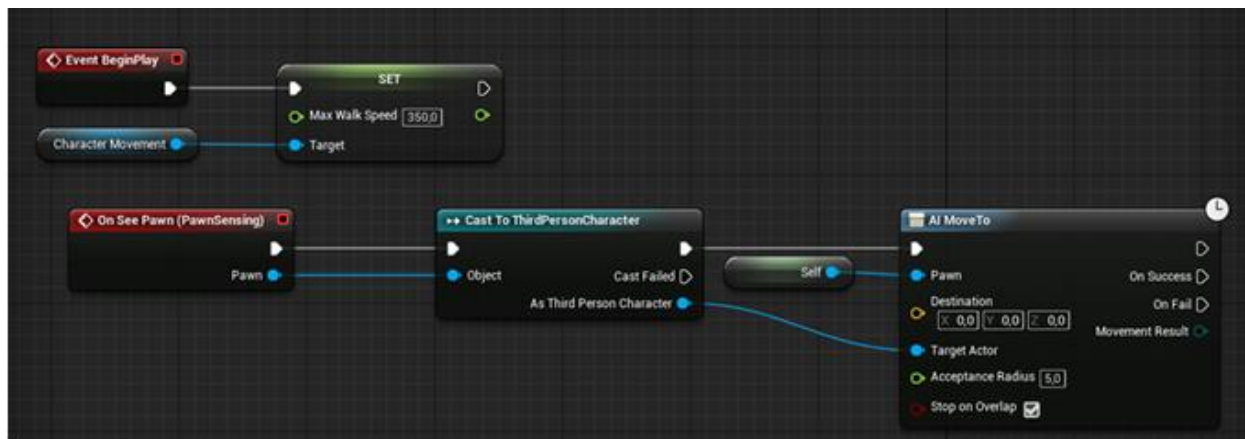 Event BeginPlay
SET
Max Walk Speed 350,0
Character Movement
Target
On See Pawn (PawnSensing)
Pawn
Cast To ThirdPersonCharacter
Object
Cast Failed
As Third Person Character
Self
AI MoveTo
Pawn
On Success
Destination
On Fail
X 0,0 Y 0,0 Z 0,0
Movement Result
Target Actor
Acceptance Radius 5,0
Stop on Overlap